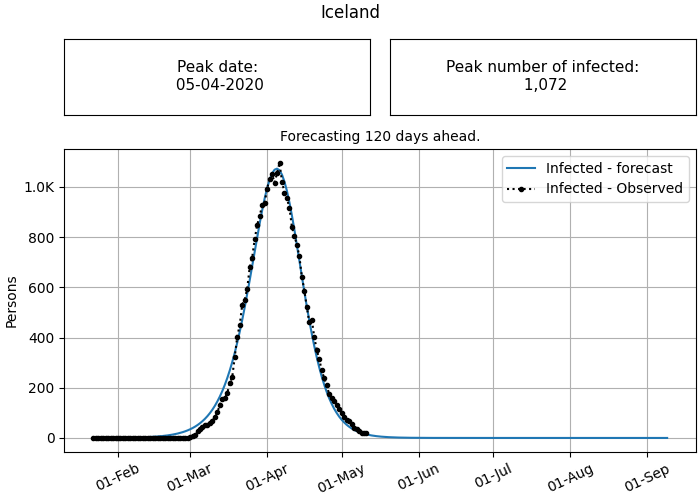 Iceland
Peak date:
05-04-2020
Peak number of infected:
1,072
Forecasting 120 days ahead.
Infected - forecast
Infected - Observed
Persons
1.0K
800
600
400
200
0
01-Feb
01-Mar
01-Apr
01-May
01-Jun
01-Jul
01-Aug
01-Sep